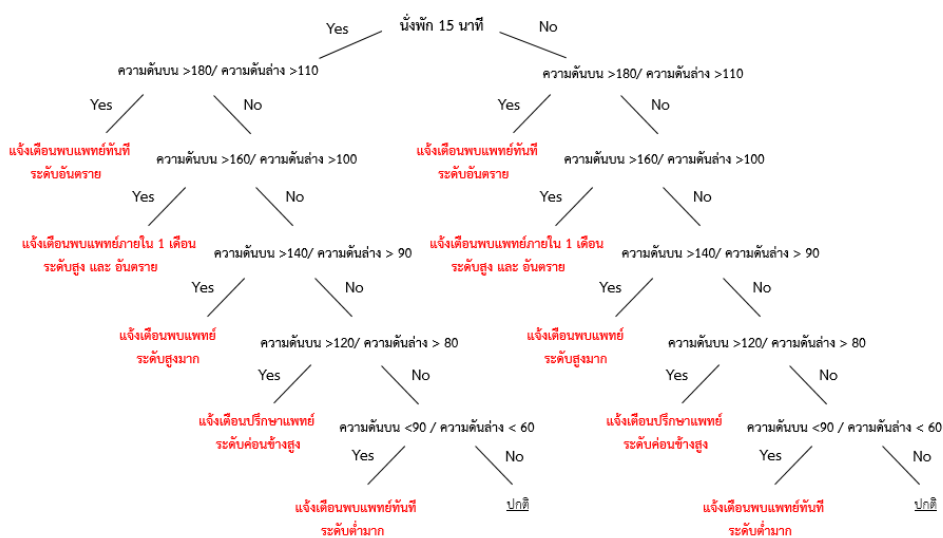 นั่งพัก 15 นาที
Yes
No
ความดันบน >180/ ความดันล่าง >110
ความดันบน >180/ ความดันล่าง >110
Yes
No
Yes
No
แจ้งเตือนพบแพทย์ทันที
ระดับอันตราย
ความดันบน >160/ ความดันล่าง >100
แจ้งเตือนพบแพทย์ทันที
ระดับอันตราย
ความดันบน >160/ ความดันล่าง >100
Yes
No
Yes
No
แจ้งเตือนพบแพทย์ภายใน 1 เดือน
ระดับสูง และ อันตราย
ความดันบน >140/ ความดันล่าง > 90
แจ้งเตือนพบแพทย์ภายใน 1 เดือน
ระดับสูง และ อันตราย
ความดันบน >140/ ความดันล่าง > 90
Yes
No
Yes
No
แจ้งเตือนพบแพทย์
ระดับสูงมาก
ความดันบน >120/ ความดันล่าง > 80
แจ้งเตือนพบแพทย์
ระดับสูงมาก
ความดันบน >120/ ความดันล่าง > 80
Yes
No
Yes
No
แจ้งเตือนปรึกษาแพทย์
ระดับค่อนข้างสูง
ความดันบน <90 / ความดันล่าง < 60
แจ้งเตือนปรึกษาแพทย์
ระดับค่อนข้างสูง
ความดันบน <90 / ความดันล่าง < 60
Yes
No
Yes
No
แจ้งเตือนพบแพทย์ทันที
ระดับต่ำมาก
ปกติ
แจ้งเตือนพบแพทย์ทันที
ระดับต่ำมาก
ปกติ